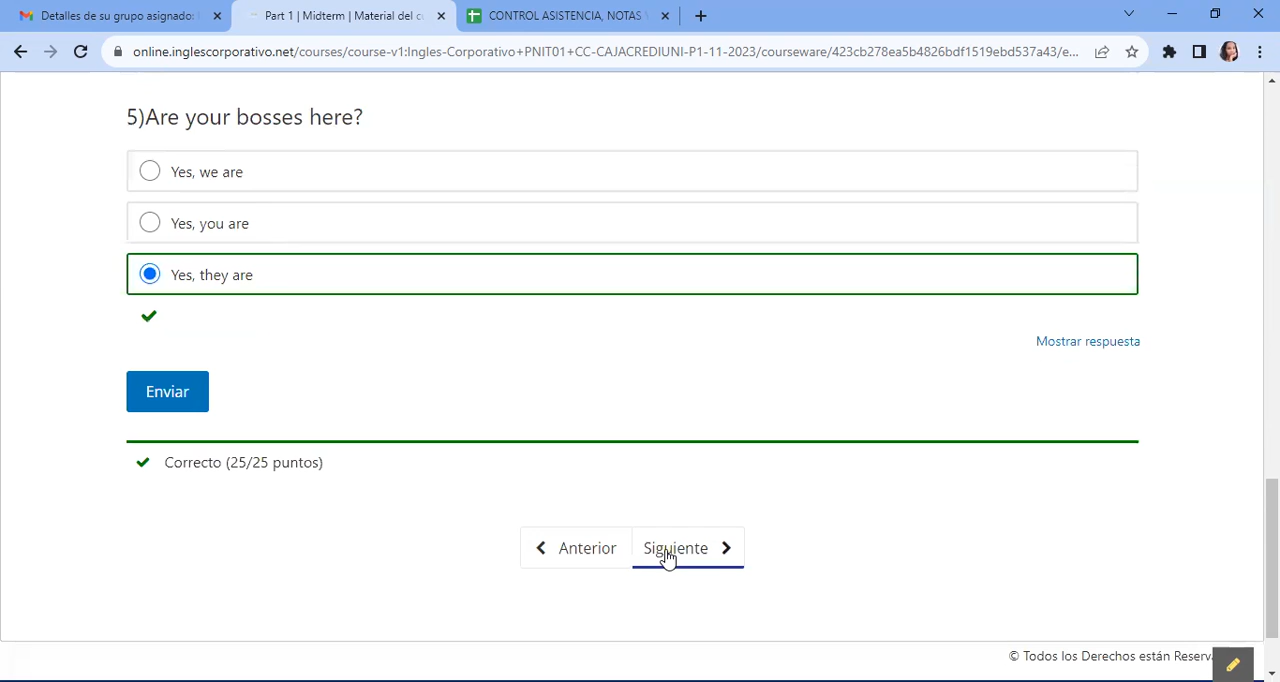 Detalles de su grupo asignado:
Part 1 | Midterm | Material del cu
CONTROL ASISTENCIA, NOTAS
online.inglescorporativo.net/courses/course-v1:Ingles-Corporativo+PNIT01+CC-CAJACREDIUNI-P1-11-2023/courseware/423cb278ea5b4826bdf1519ebd537a43/e...
5)Are your bosses here?
Yes, we are
Yes, you are
Yes, they are
Mostrar respuesta
Enviar
Correcto (25/25 puntos)
Anterior
Siguiente
© Todos los Derechos están Reserva